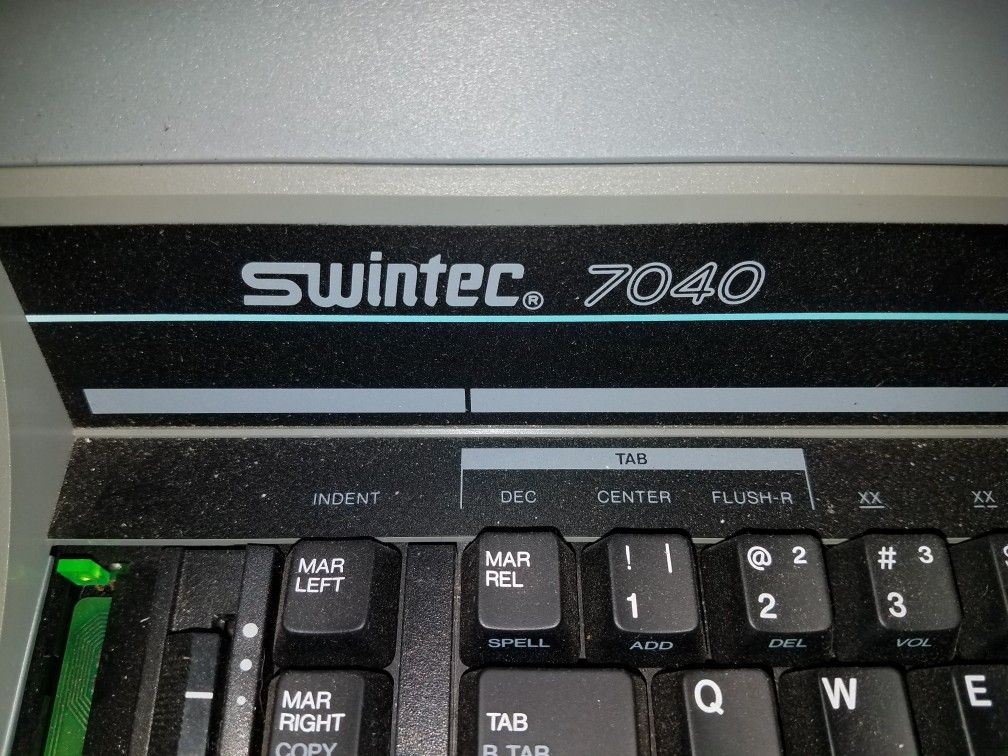 swintec® 7040
TAB
INDENT DEC CENTER FLUSH-R XX XX
MAR LEFT
MAR REL
! |
1
@ 2
2
# 3
3
SPELL ADD DEL VOL
MAR RIGHT
COPY
TAB
Q W E